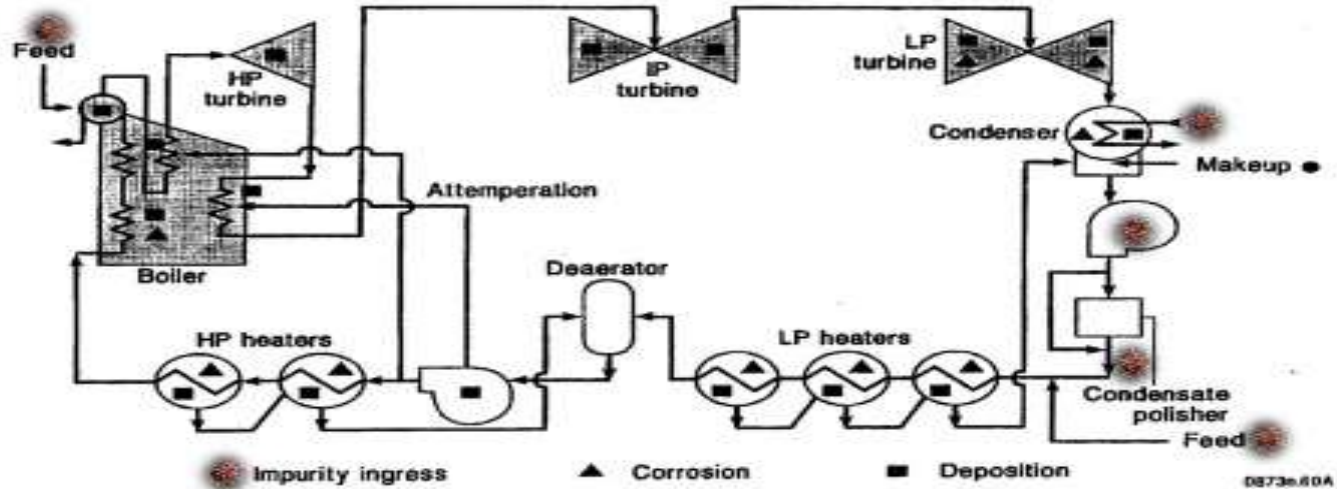 Feed
HP
turbine
IP
turbine
LP
turbine
Condenser
Makeup
Attemperation
Boiler
Deaerator
HP heaters
LP heaters
Condensate
polisher
Feed
Impurity ingress
Corrosion
Deposition
0873e.60A